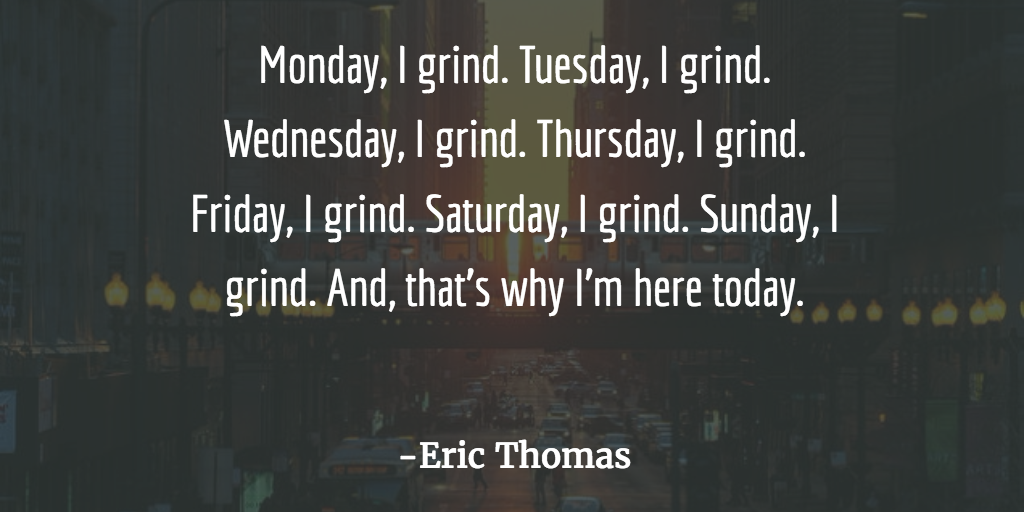 Monday, I grind. Tuesday, I grind.
Wednesday, I grind. Thursday, I grind.
Friday, I grind. Saturday, I grind. Sunday, I
grind. And, that’s why I’m here today.
–Eric Thomas